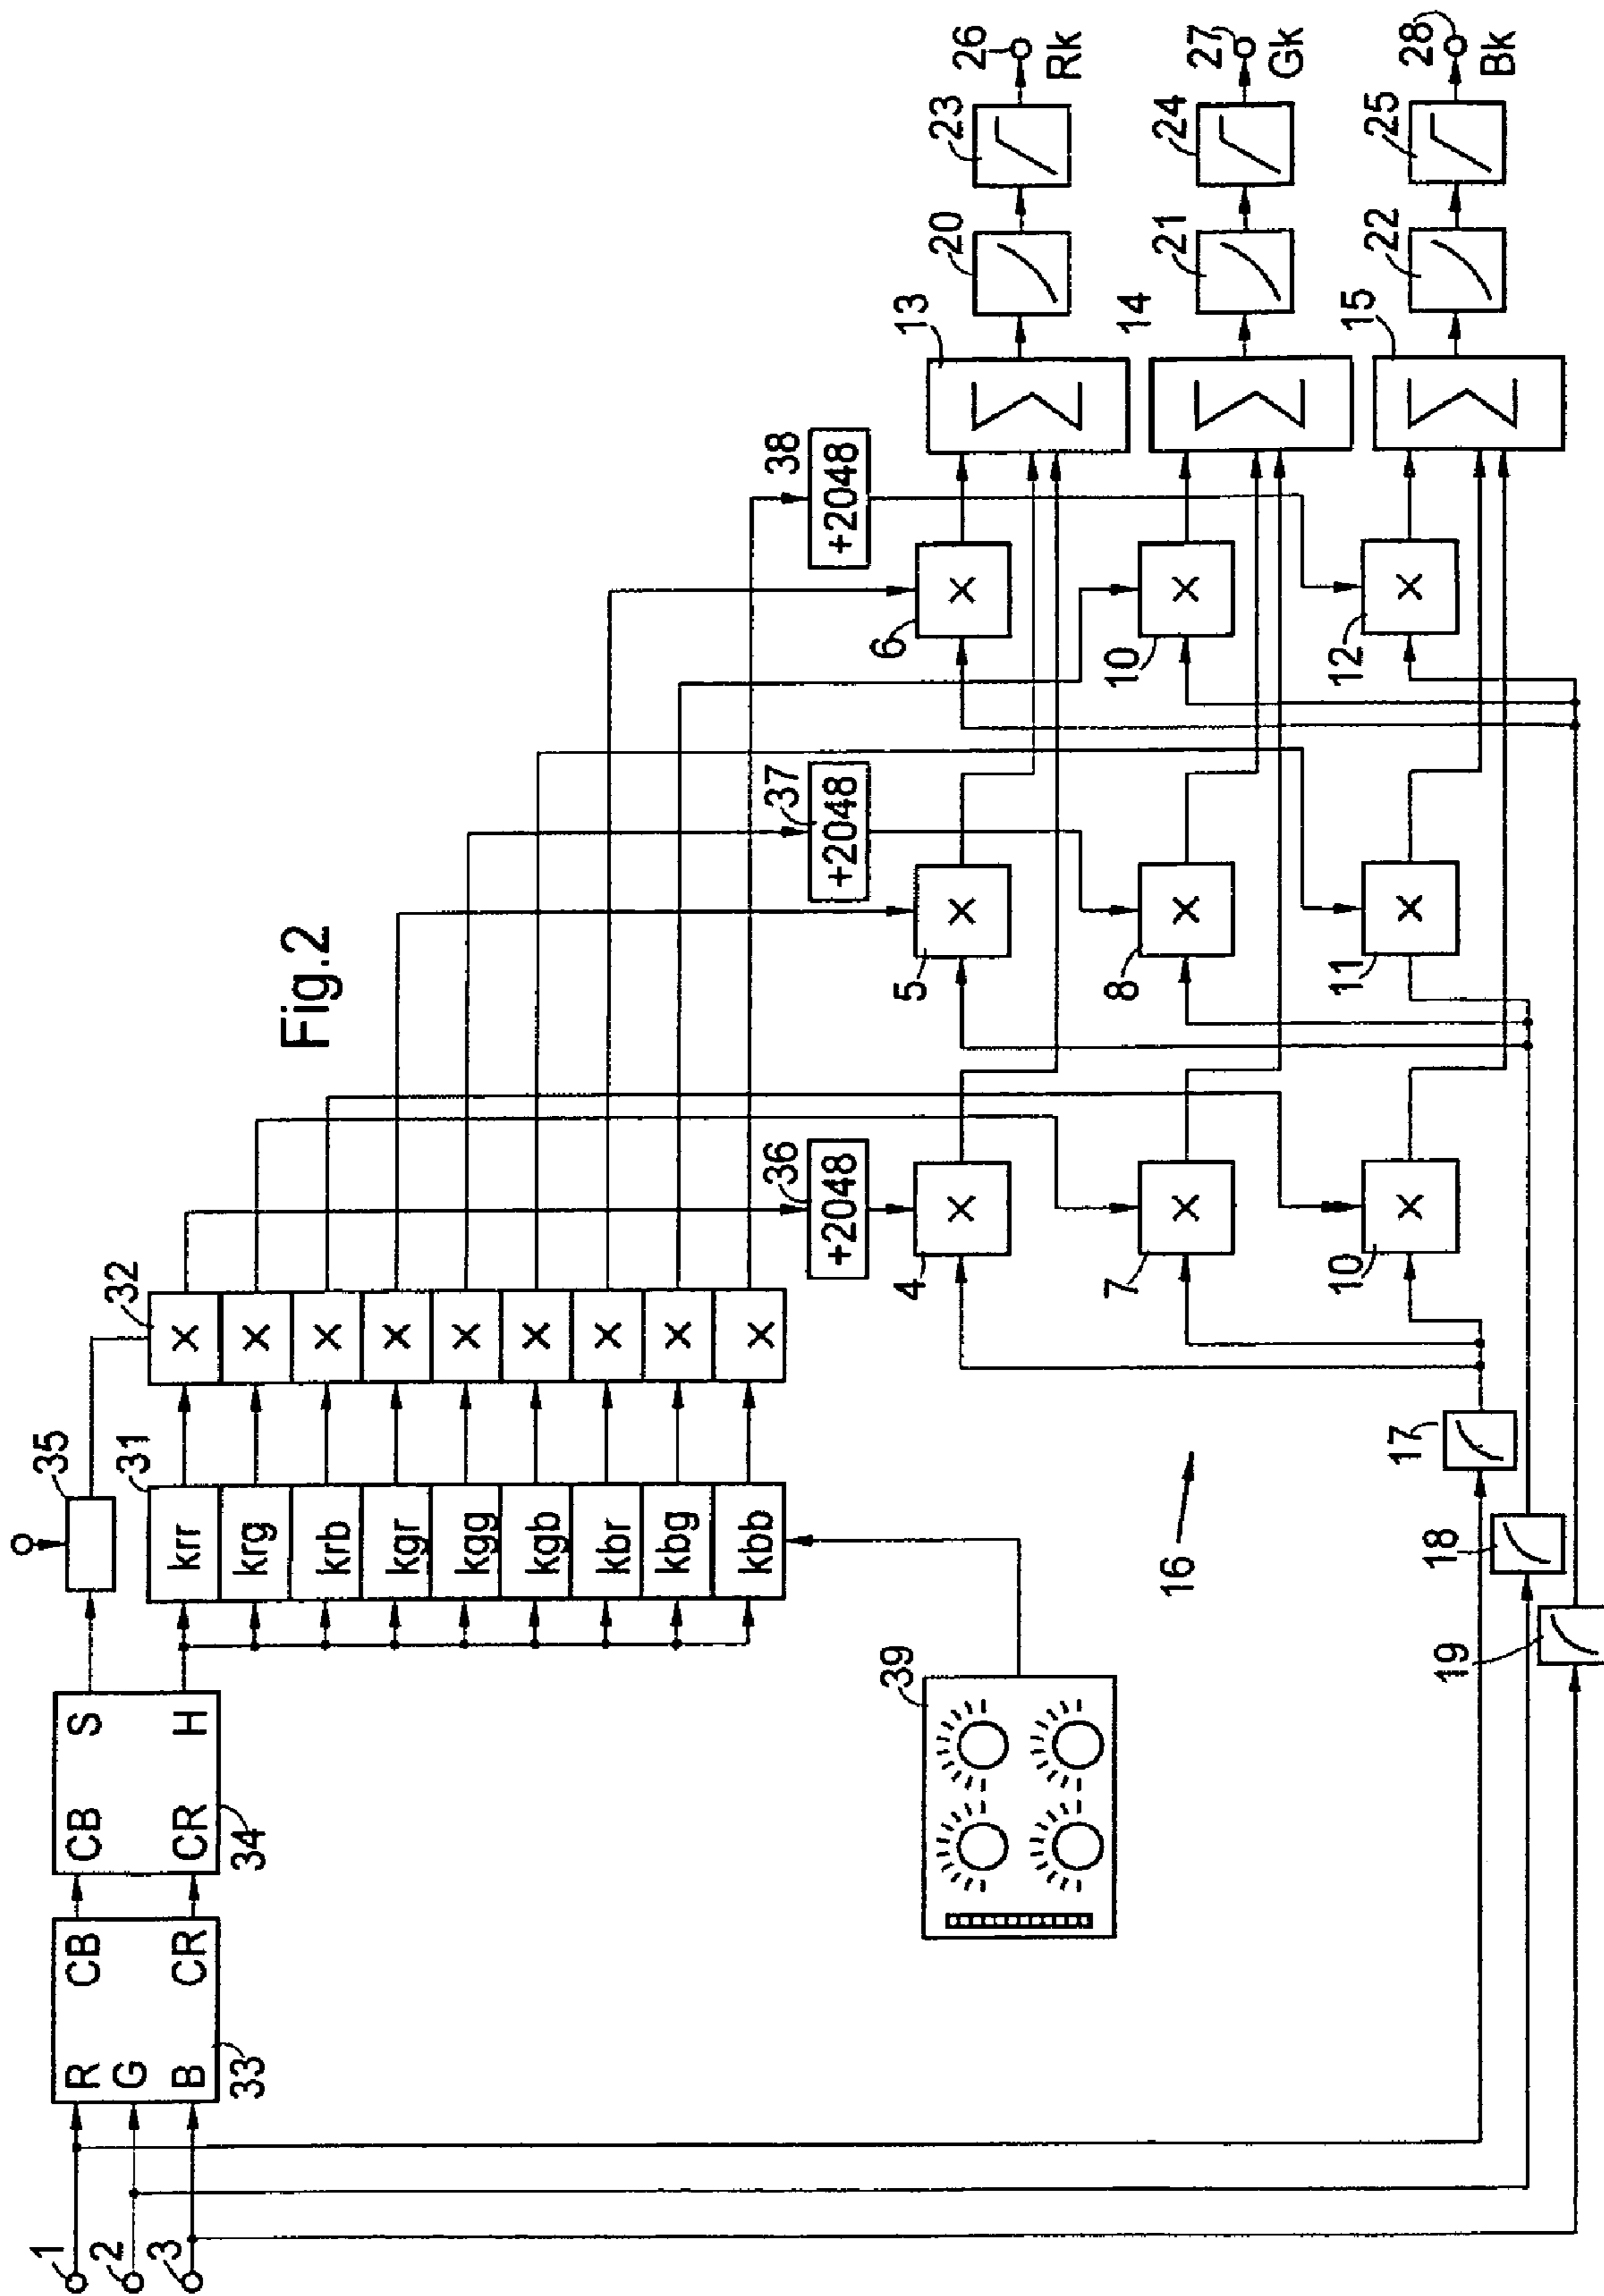 Fig.2
1
2
3
R
G
B
CB
CR
33
CB
CR
S
H
34
35
31
krr
krg
krb
kgr
kgg
kgb
kbr
kbg
kbb
32
×
×
×
×
×
×
×
×
×
39
36
+2048
37
+2048
38
+2048
4
×
5
×
6
×
7
×
8
×
10
×
10
×
11
×
12
×
13
Σ
14
Σ
15
Σ
16
17
18
19
20
21
22
23
24
25
26
Rk
27
Gk
28
Bk